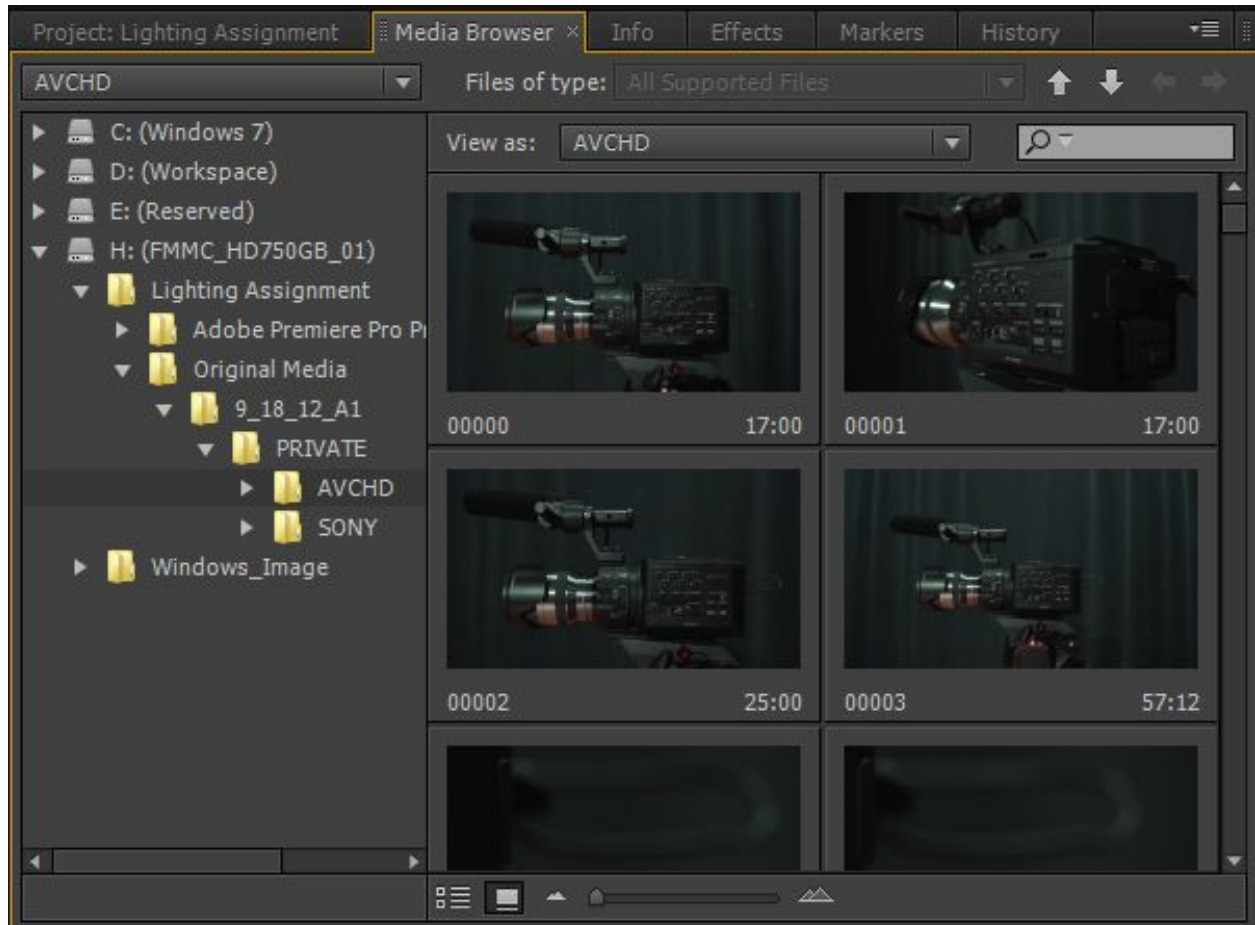 Project: Lighting Assignment Media Browser × Info Effects Markers History
AVCHD Files of type: All Supported Files
C: (Windows 7)
D: (Workspace)
E: (Reserved)
H: (FMMC_HD750GB_01)
Lighting Assignment
Adobe Premiere Pro Pr
Original Media
9_18_12_A1
PRIVATE
AVCHD
SONY
Windows_Image
View as: AVCHD
00000 17:00 00001 17:00
00002 25:00 00003 57:12